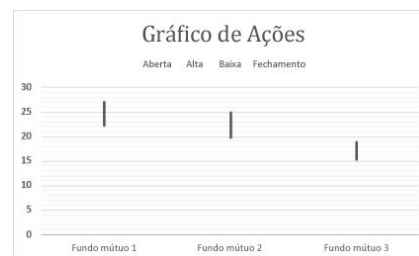 Gráfico de Ações
Aberta Alta Baixa Fechamento
30
25
20
15
10
5
0
Fundo mútuo 1 Fundo mútuo 2 Fundo mútuo 3